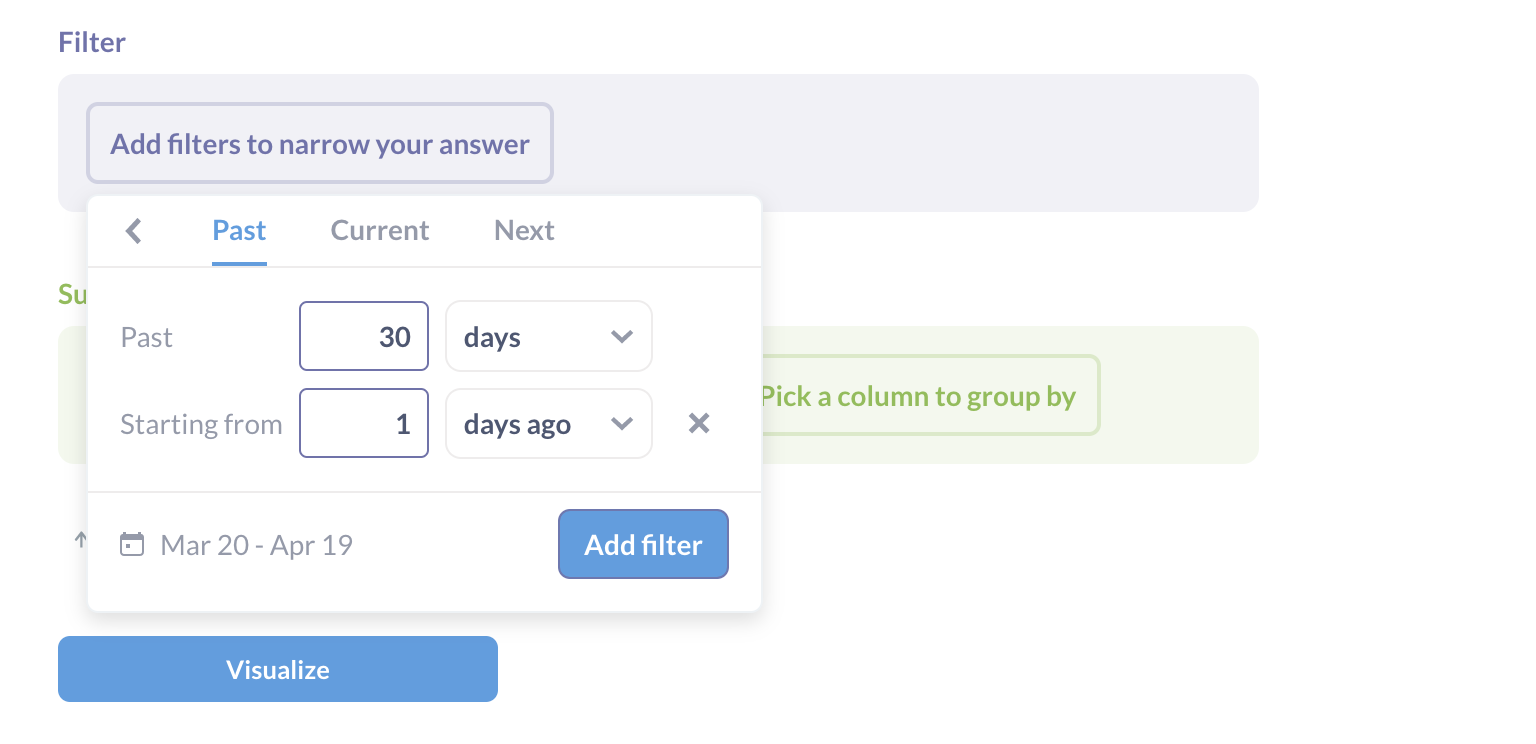 Filter
Add filters to narrow your answer
Past Current Next
Su
Past 30 days
Pick a column to group by
Starting from 1 days ago
Mar 20 - Apr 19
Add filter
Visualize